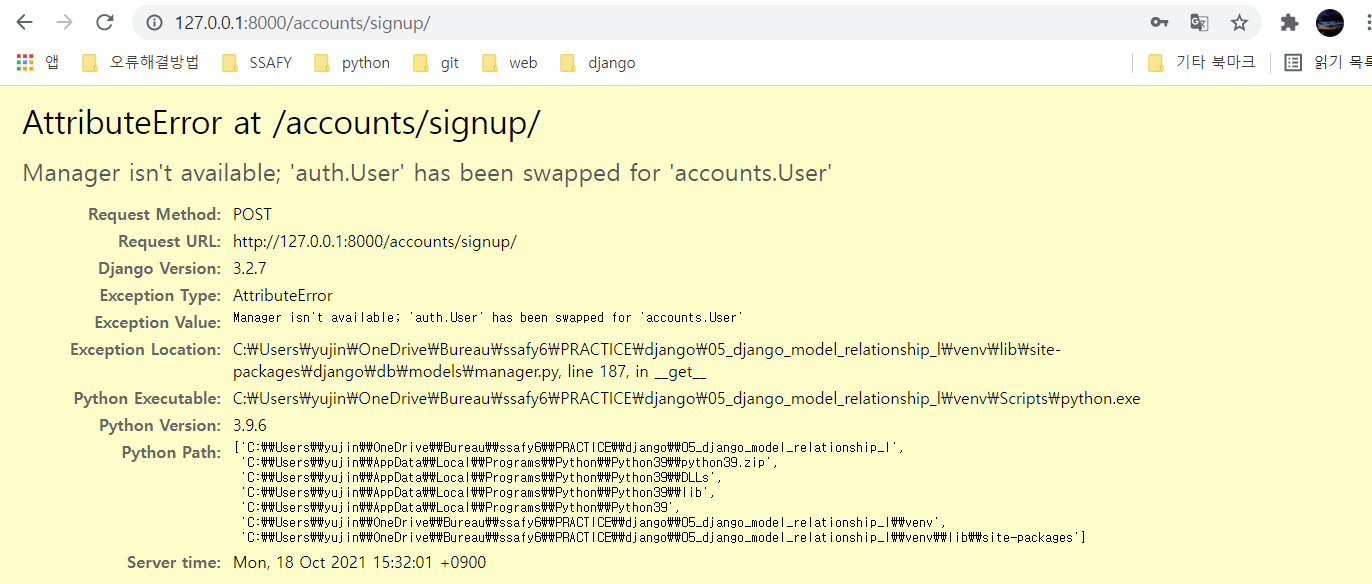 127.0.0.1:8000/accounts/signup/
앱 오류해결방법 SSAFY python git web django 기타 북마크 읽기 목록
AttributeError at /accounts/signup/
Manager isn't available; 'auth.User' has been swapped for 'accounts.User'
Request Method: POST
Request URL: http://127.0.0.1:8000/accounts/signup/
Django Version: 3.2.7
Exception Type: AttributeError
Exception Value: Manager isn't available; 'auth.User' has been swapped for 'accounts.User'
Exception Location: C:₩Users₩yujin₩OneDrive₩Bureau₩ssafy6₩PRACTICE₩django₩05_django_model_relationship_l₩venv₩lib₩site-
packages₩django₩db₩models₩manager.py, line 187, in __get__
Python Executable: C:₩Users₩yujin₩OneDrive₩Bureau₩ssafy6₩PRACTICE₩django₩05_django_model_relationship_l₩venv₩Scripts₩python.exe
Python Version: 3.9.6
Python Path: ['C:₩₩Users₩₩yujin₩₩OneDrive₩₩Bureau₩₩ssafy6₩₩PRACTICE₩₩django₩₩05_django_model_relationship_l',
'C:₩₩Users₩₩yujin₩₩AppData₩₩Local₩₩Programs₩₩Python₩₩Python39₩₩python39.zip',
'C:₩₩Users₩₩yujin₩₩AppData₩₩Local₩₩Programs₩₩Python₩₩Python39₩₩DLLs',
'C:₩₩Users₩₩yujin₩₩AppData₩₩Local₩₩Programs₩₩Python₩₩Python39₩₩lib',
'C:₩₩Users₩₩yujin₩₩AppData₩₩Local₩₩Programs₩₩Python₩₩Python39',
'C:₩₩Users₩₩yujin₩₩OneDrive₩₩Bureau₩₩ssafy6₩₩PRACTICE₩₩django₩₩05_django_model_relationship_l₩₩venv',
'C:₩₩Users₩₩yujin₩₩OneDrive₩₩Bureau₩₩ssafy6₩₩PRACTICE₩₩django₩₩05_django_model_relationship_l₩₩venv₩₩lib₩₩site-packages']
Server time: Mon, 18 Oct 2021 15:32:01 +0900